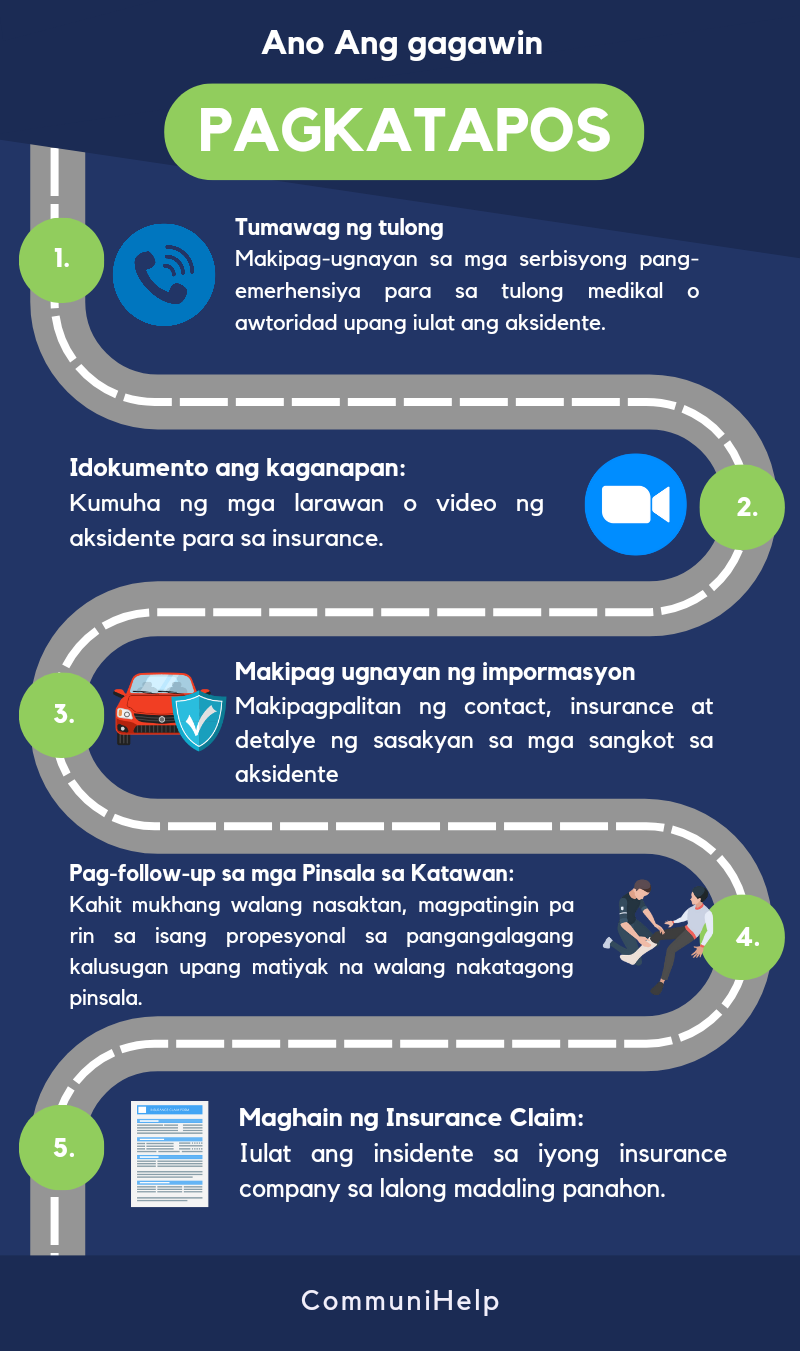 Ano Ang gagawin
PAGKATAPOS
1.
Tumawag ng tulong
Makipag-ugnayan sa mga serbisyong pang-
emerhensiya para sa tulong medikal o
awtoridad upang iulat ang aksidente.
Idokumento ang kaganapan:
Kumuha ng mga larawan o video ng
aksidente para sa insurance.
2.
3.
Makipag ugnayan ng impormasyon
Makipagpalitan ng contact, insurance at
detalye ng sasakyan sa mga sangkot sa
aksidente
Pag-follow-up sa mga Pinsala sa Katawan:
Kahit mukhang walang nasaktan, magpatingin pa
rin sa isang propesyonal sa pangangalagang
kalusugan upang matiyak na walang nakatagong
pinsala.
4.
5.
Maghain ng Insurance Claim:
Iulat ang insidente sa iyong insurance
company sa lalong madaling panahon.
CommuniHelp